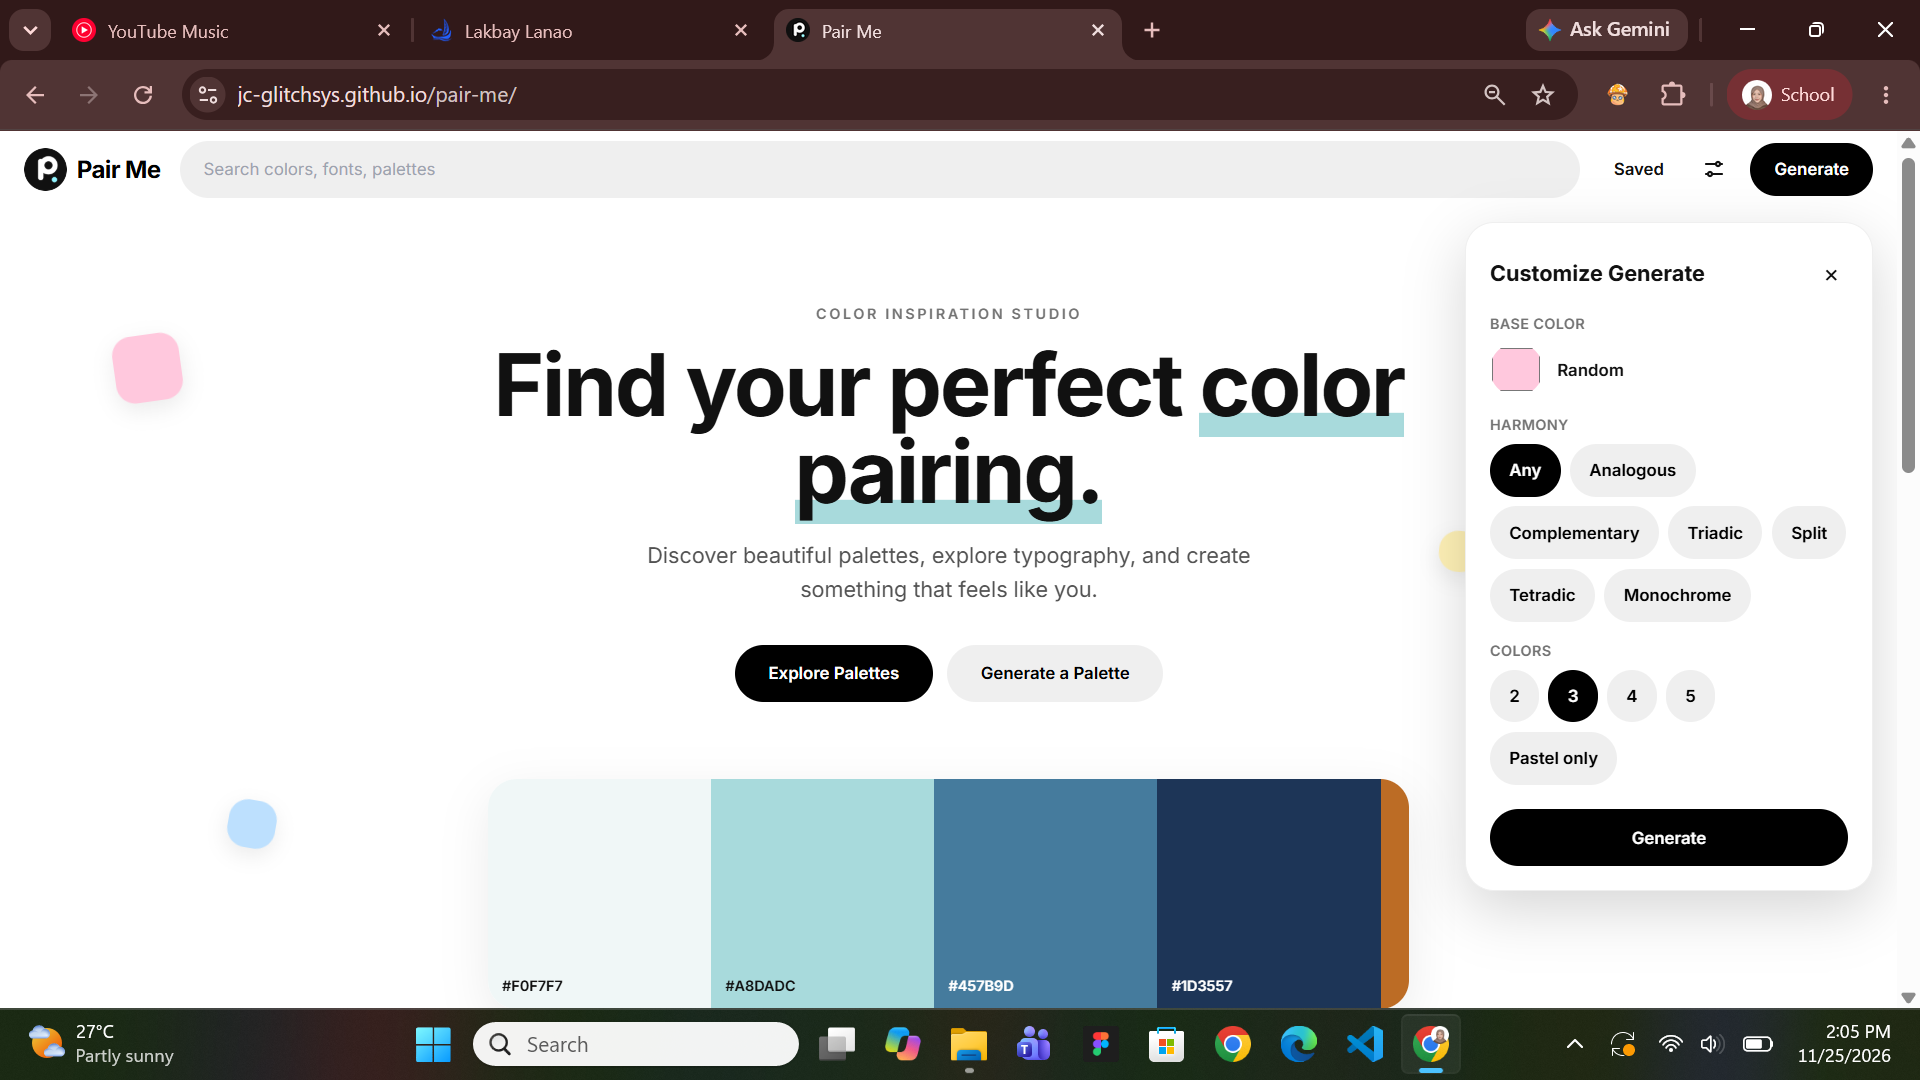 YouTube Music
Lakbay Lanao
Pair Me
Ask Gemini
jc-glitchsys.github.io/pair-me/
School
Pair Me
Search colors, fonts, palettes
Saved
Generate
COLOR INSPIRATION STUDIO
Find your perfect color
pairing.
Discover beautiful palettes, explore typography, and create
something that feels like you.
Explore Palettes
Generate a Palette
#F0F7F7
#A8DADC
#457B9D
#1D3557
Customize Generate
BASE COLOR
Random
HARMONY
Any
Analogous
Complementary
Triadic
Split
Tetradic
Monochrome
COLORS
2
3
4
5
Pastel only
Generate
27°C
Partly sunny
Search
2:05 PM
11/25/2026